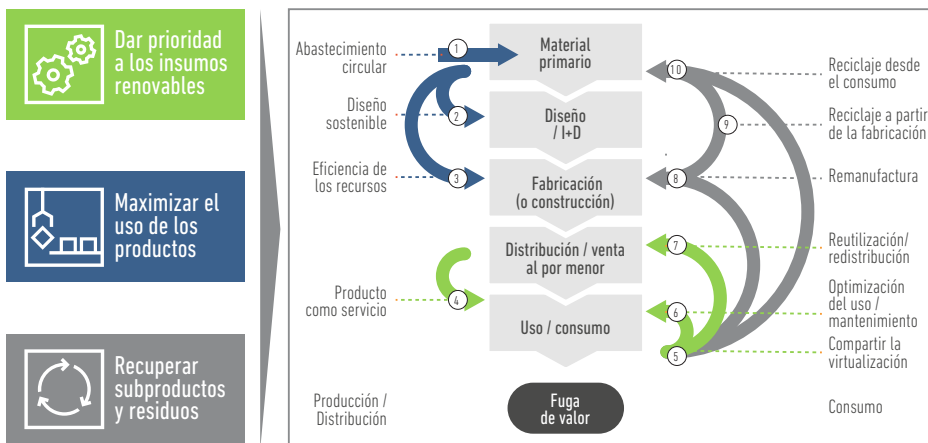 Dar prioridad
a los insumos
renovables
Maximizar el
uso de los
productos
Recuperar
subproductos
y residuos
Abastecimiento
circular
Diseño
sostenible
Eficiencia de
los recursos
Producto
como servicio
Producción /
Distribución
1
2
3
4
Material
primario
Diseño
/ I+D
Fabricación
(o construcción)
Distribución / venta
al por menor
Uso / consumo
Fuga
de valor
10
9
8
7
6
5
Reciclaje desde
el consumo
Reciclaje a partir
de la fabricación
Remanufactura
Reutilización/
redistribución
Optimización
del uso /
mantenimiento
Compartir la
virtualización
Consumo